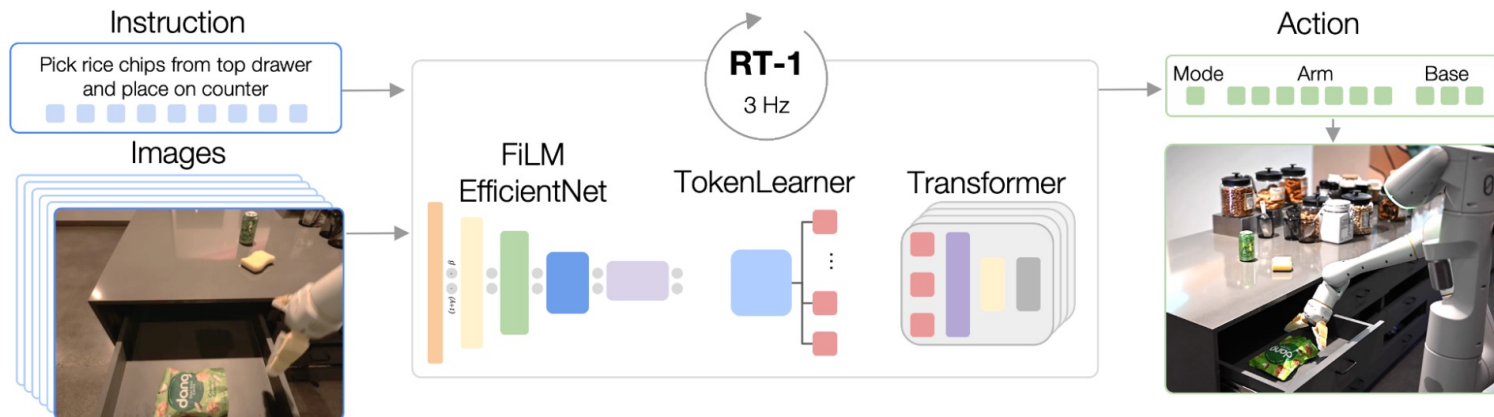 Instruction
Pick rice chips from top drawer
and place on counter
Images
RT-1
3 Hz
FiLM
EfficientNet
TokenLearner
...
Transformer
Action
Mode Arm Base
dang